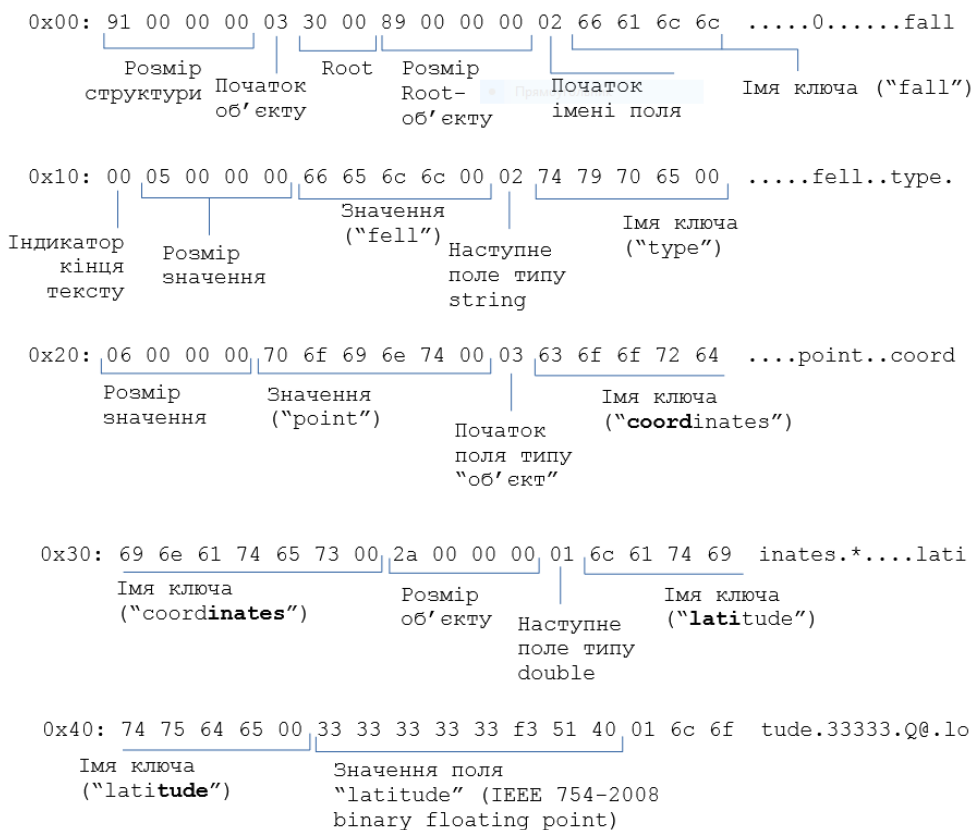 0x00: 91 00 00 00 03 30 00 89 00 00 00 02 66 61 6c 6c .....0......fall
Розмір структури
Початок об’єкту
Root
Розмір Root-об’єкту
Початок імені поля
Імя ключа (“fall”)
0x10: 00 05 00 00 00 66 65 6c 6c 00 02 74 79 70 65 00 .....fell..type.
Індикатор кінця тексту
Розмір значення
Значення (“fell”)
Наступне поле типу string
Імя ключа (“type”)
0x20: 06 00 00 00 70 6f 69 6e 74 00 03 63 6f 6f 72 64 ....point..coord
Розмір значення
Значення (“point”)
Початок поля типу “об’єкт”
Імя ключа (“coordinates”)
0x30: 69 6e 61 74 65 73 00 2a 00 00 00 01 6c 61 74 69 inates.*....lati
Імя ключа (“coordinates”)
Розмір об’єкту
Наступне поле типу double
Імя ключа (“latitude”)
0x40: 74 75 64 65 00 33 33 33 33 33 f3 51 40 01 6c 6f tude.33333.Q@.lo
Імя ключа (“latitude”)
Значення поля “latitude” (IEEE 754-2008 binary floating point)